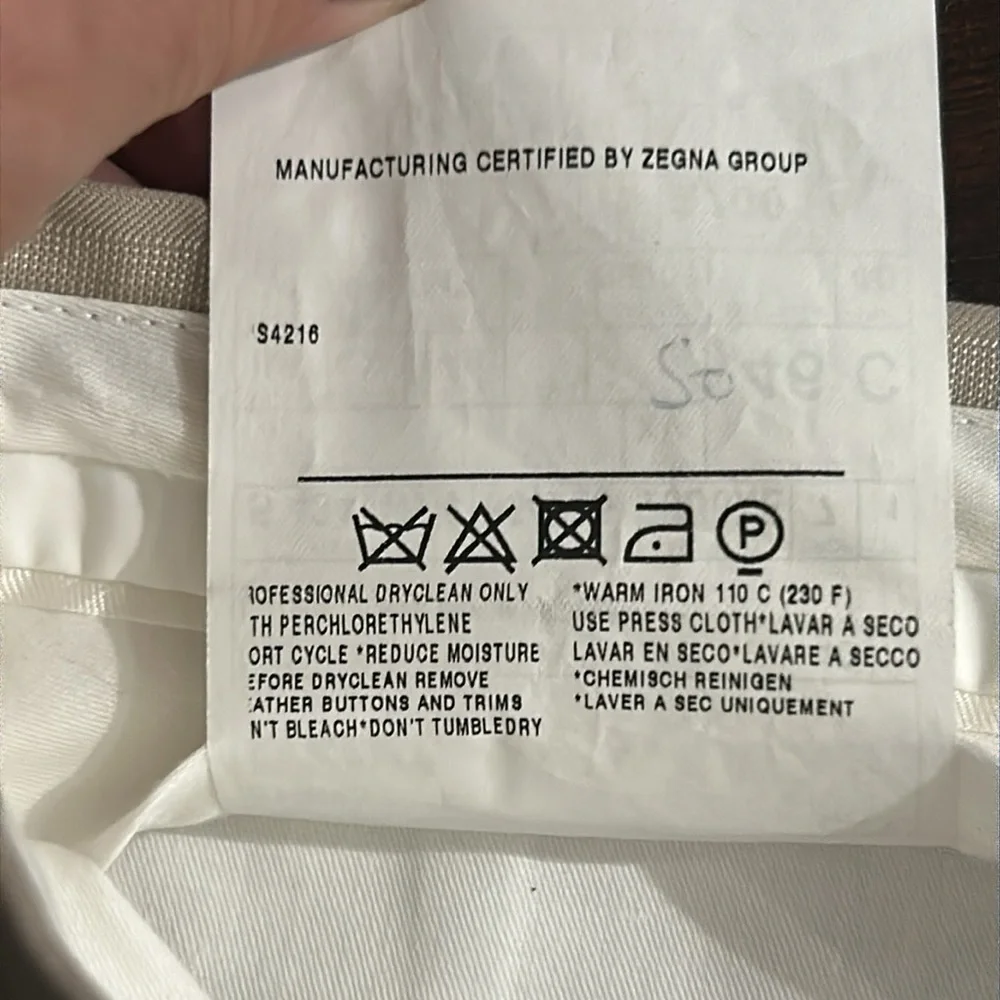 MANUFACTURING CERTIFIED BY ZEGNA GROUP
S4216
P
ROFESSIONAL DRYCLEAN ONLY
TH PERCHLORETHYLENE
ORT CYCLE *REDUCE MOISTURE
EFORE DRYCLEAN REMOVE
EATHER BUTTONS AND TRIMS
N'T BLEACH*DON'T TUMBLEDRY
*WARM IRON 110 C (230 F)
USE PRESS CLOTH*LAVAR A SECO
LAVAR EN SECO*LAVARE A SECCO
*CHEMISCH REINIGEN
*LAVER A SEC UNIQUEMENT